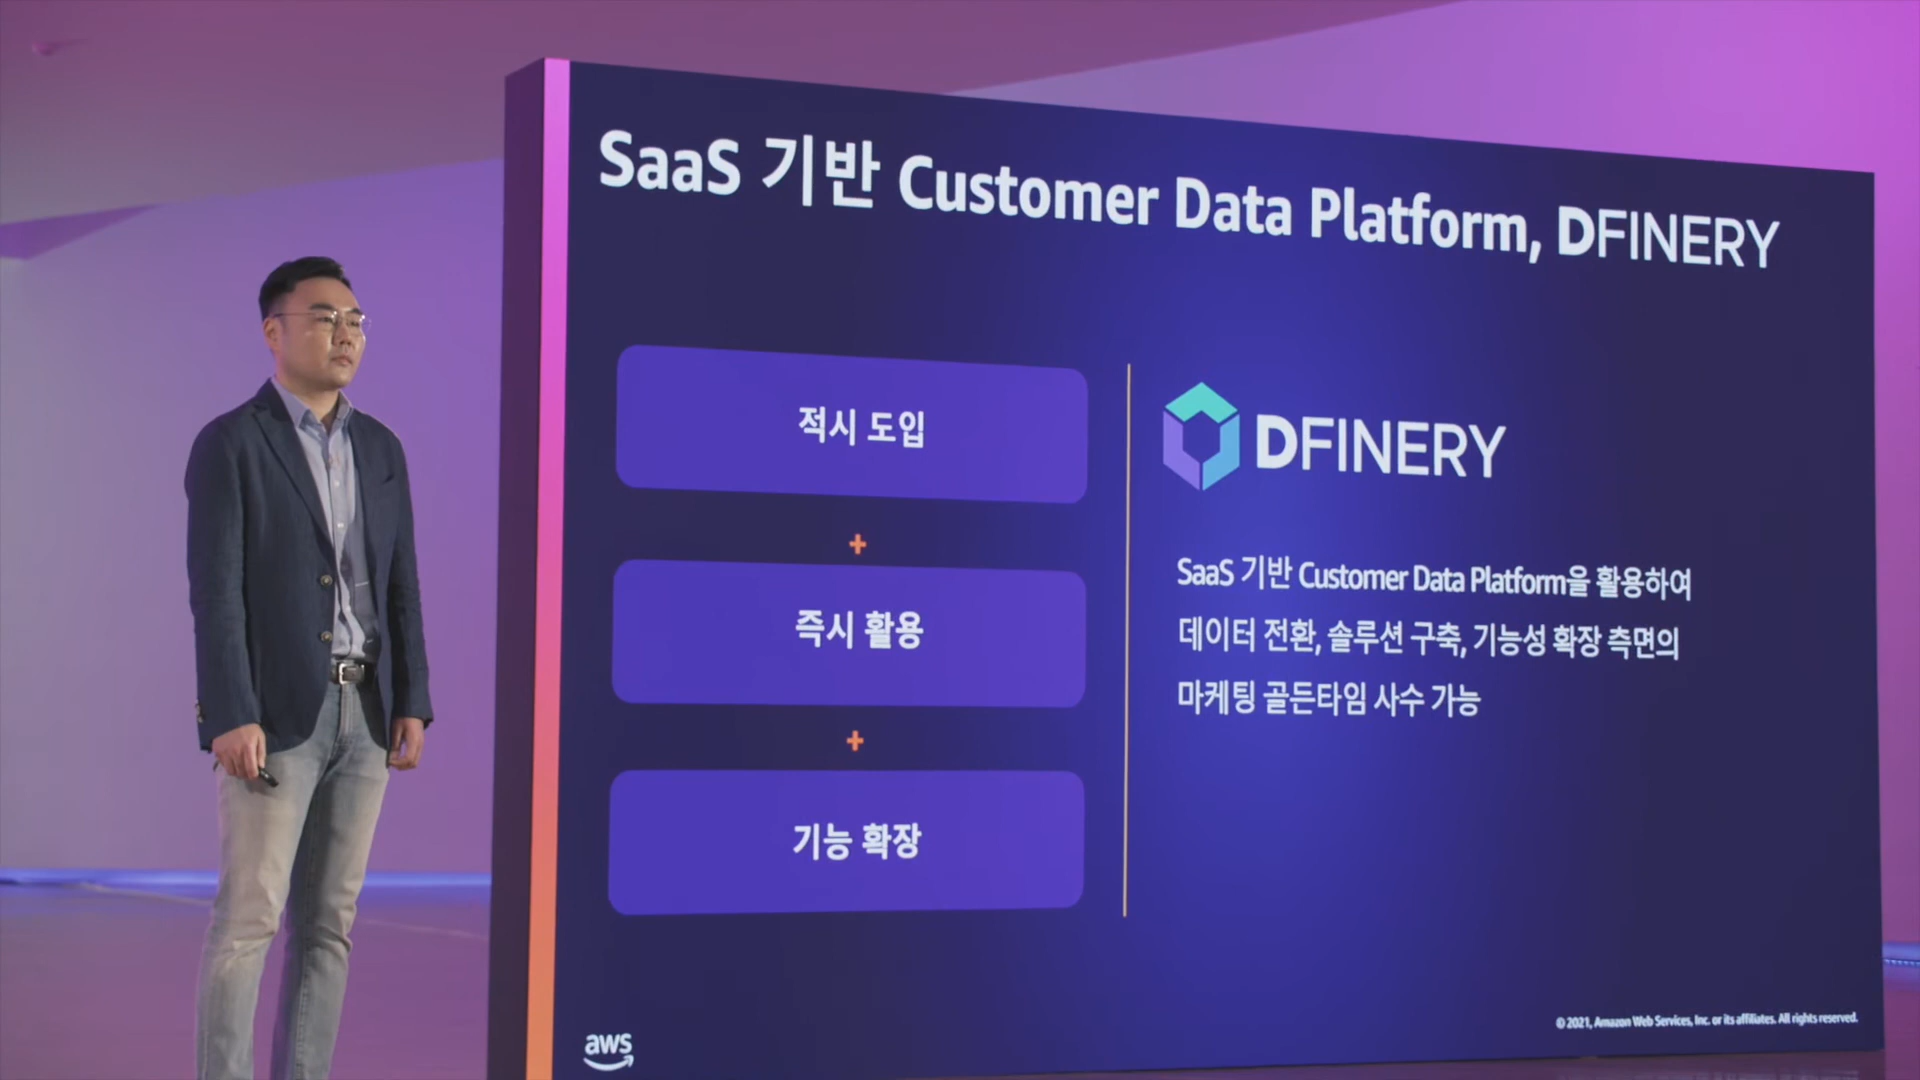 SaaS 기반 Customer Data Platform, DFINERY
적시 도입
+
즉시 활용
+
기능 확장
DFINERY
SaaS 기반 Customer Data Platform을 활용하여
데이터 전환, 솔루션 구축, 기능성 확장 측면의
마케팅 골든타임 사수 가능
aws
© 2021, Amazon Web Services, Inc. or its affiliates. All rights reserved.